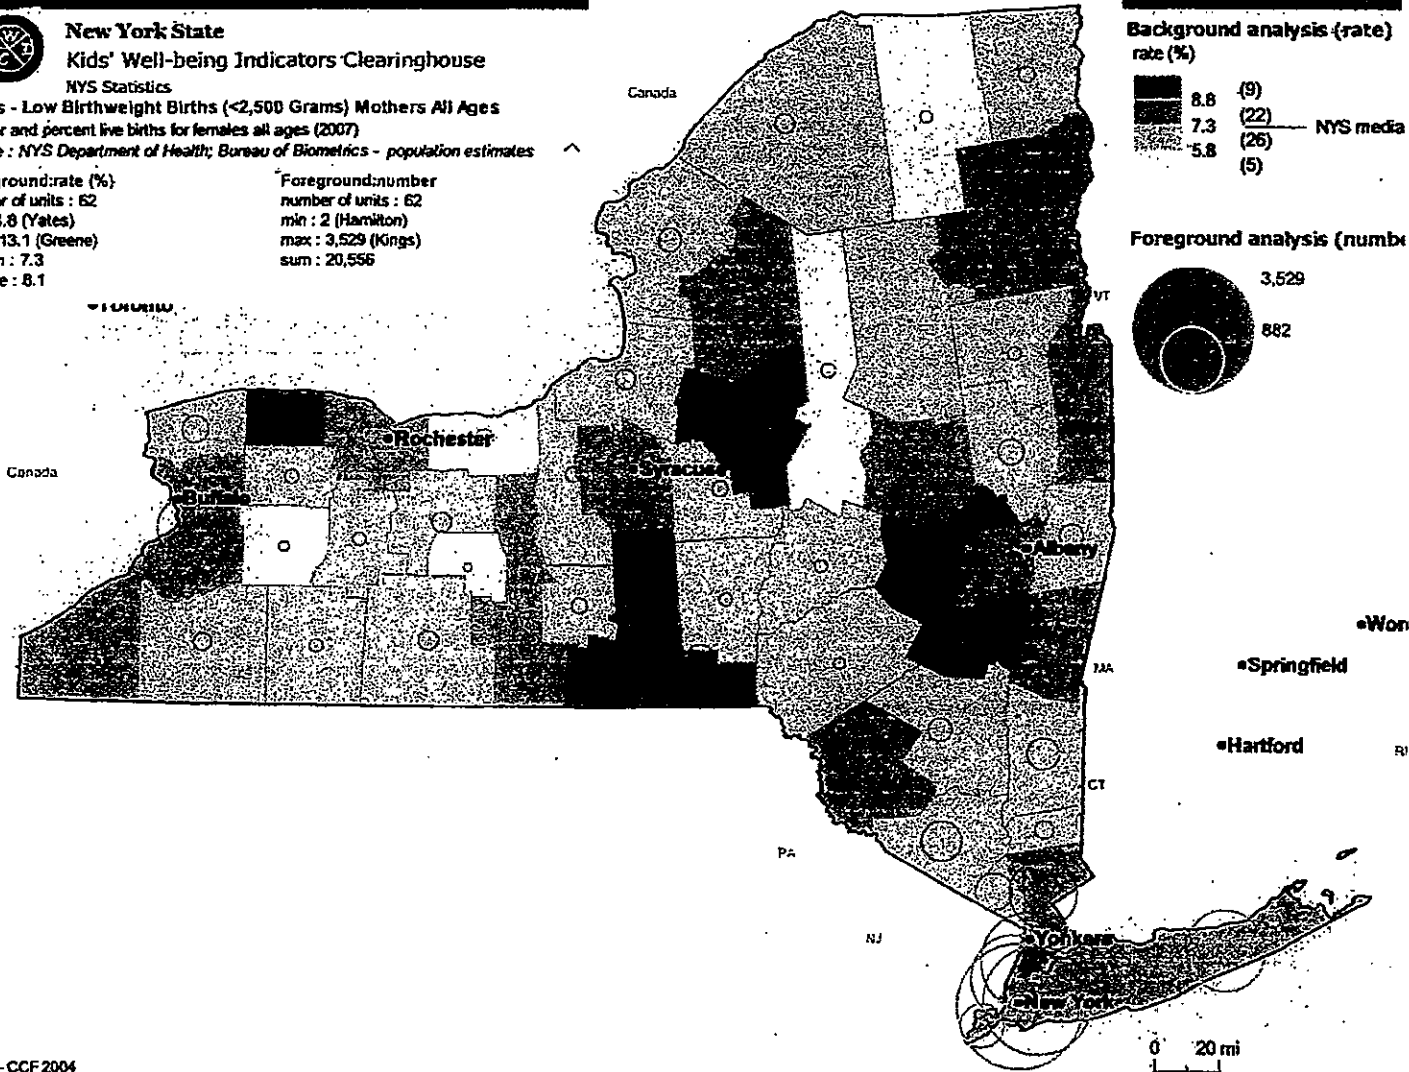 New York State
Kids' Well-being Indicators Clearinghouse
NYS Statistics
s - Low Birthweight Births (<2,500 Grams) Mothers All Ages
r and percent live births for females all ages (2007)
e : NYS Department of Health; Bureau of Biometrics - population estimates
ground:rate (%)
r of units : 62
.8 (Yates)
13.1 (Greene)
n : 7.3
e : 8.1
Foreground:number
number of units : 62
min : 2 (Hamilton)
max : 3,529 (Kings)
sum : 20,556
Background analysis (rate)
rate (%)
8.8
7.3
5.8
(9)
(22)
(26)
(5)
NYS media
Foreground analysis (numbe
3,529
882
Canada
Toronto
VT
Rochester
Canada
Syracuse
Buffalo
Albany
Wor
MA
Springfield
Hartford
RI
CT
PA
NJ
Yonkers
New York
0 20 mi
- CCF 2004